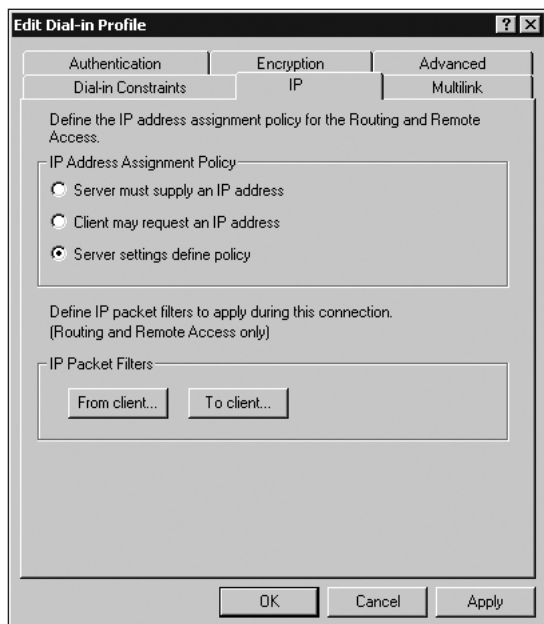 Edit Dial-in Profile
Authentication
Encryption
Advanced
Dial-in Constraints
IP
Multilink
Define the IP address assignment policy for the Routing and Remote
Access.
IP Address Assignment Policy
Server must supply an IP address
Client may request an IP address
Server settings define policy
Define IP packet filters to apply during this connection.
(Routing and Remote Access only)
IP Packet Filters
From client...
To client...
OK
Cancel
Apply